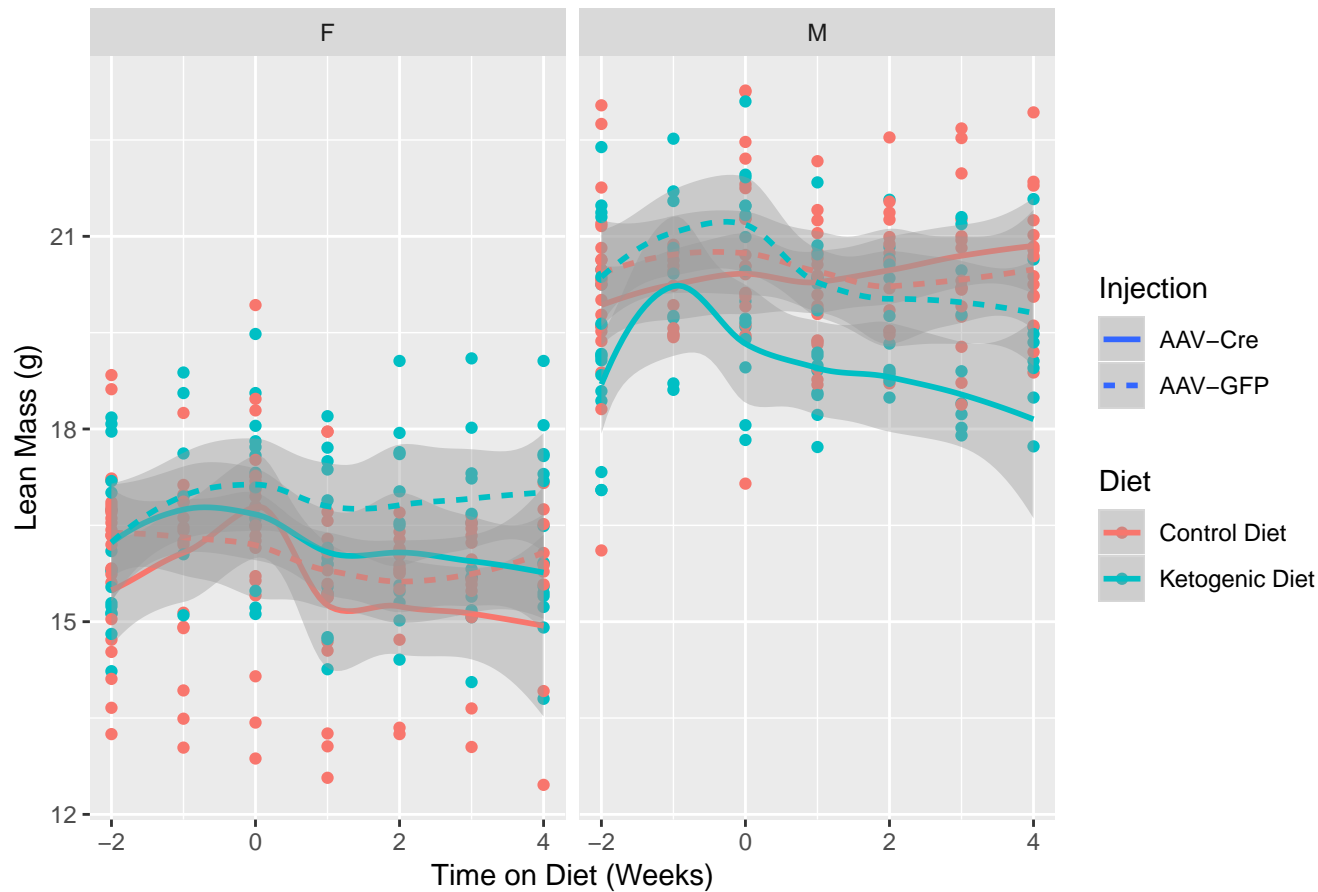 F
M
Lean Mass (g)
21
18
15
12
−2
0
2
4
−2
0
2
4
Time on Diet (Weeks)
Injection
AAV−Cre
AAV−GFP
Diet
Control Diet
Ketogenic Diet